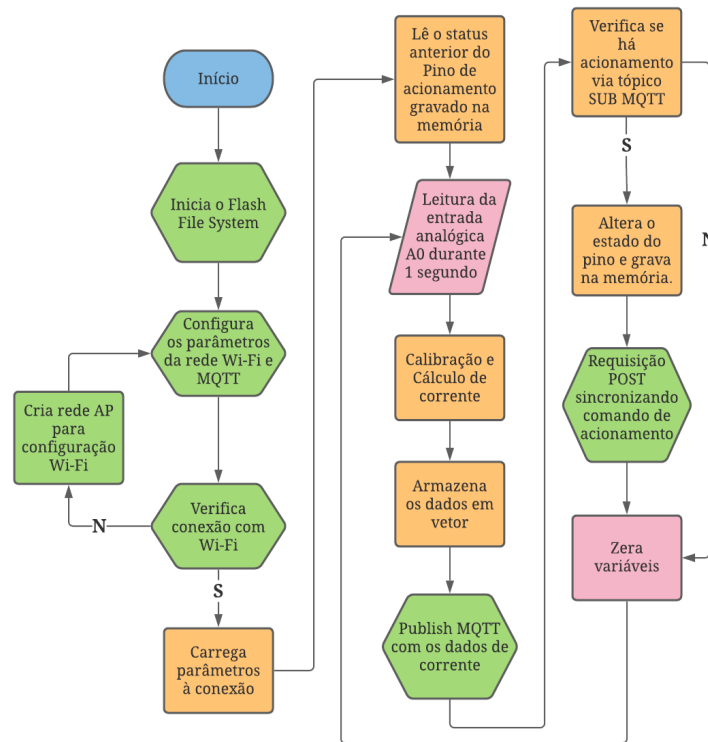 Início
Inicia o Flash
File System
Configura
os parâmetros
da rede Wi-Fi e
MQTT
Cria rede AP
para
configuração
Wi-Fi
Verifica
conexão com
Wi-Fi
N
S
Carrega
parâmetros
à conexão
Lê o status
anterior do
Pino de
acionamento
gravado na
memória
Leitura da
entrada
analógica
A0 durante
1 segundo
Calibração e
Cálculo de
corrente
Armazena
os dados em
vetor
Publish MQTT
com os dados de
corrente
Verifica se
há
acionamento
via tópico
SUB MQTT
S
N
Altera o
estado do
pino e grava
na memória.
Requisição
POST
sincronizando
comando de
acionamento
Zera
variáveis